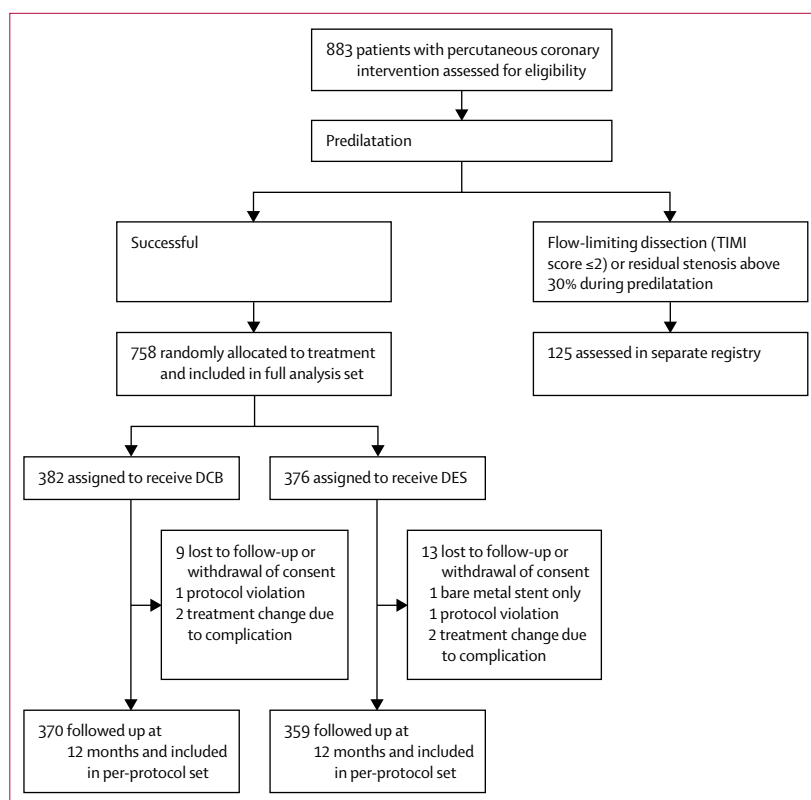 883 patients with percutaneous coronary
intervention assessed for eligibility
Predilatation
Successful
Flow-limiting dissection (TIMI
score ≤2) or residual stenosis above
30% during predilatation
758 randomly allocated to treatment
and included in full analysis set
125 assessed in separate registry
382 assigned to receive DCB
376 assigned to receive DES
9 lost to follow-up or
withdrawal of consent
1 protocol violation
2 treatment change due
to complication
13 lost to follow-up or
withdrawal of consent
1 bare metal stent only
1 protocol violation
2 treatment change due
to complication
370 followed up at
12 months and included
in per-protocol set
359 followed up at
12 months and included
in per-protocol set